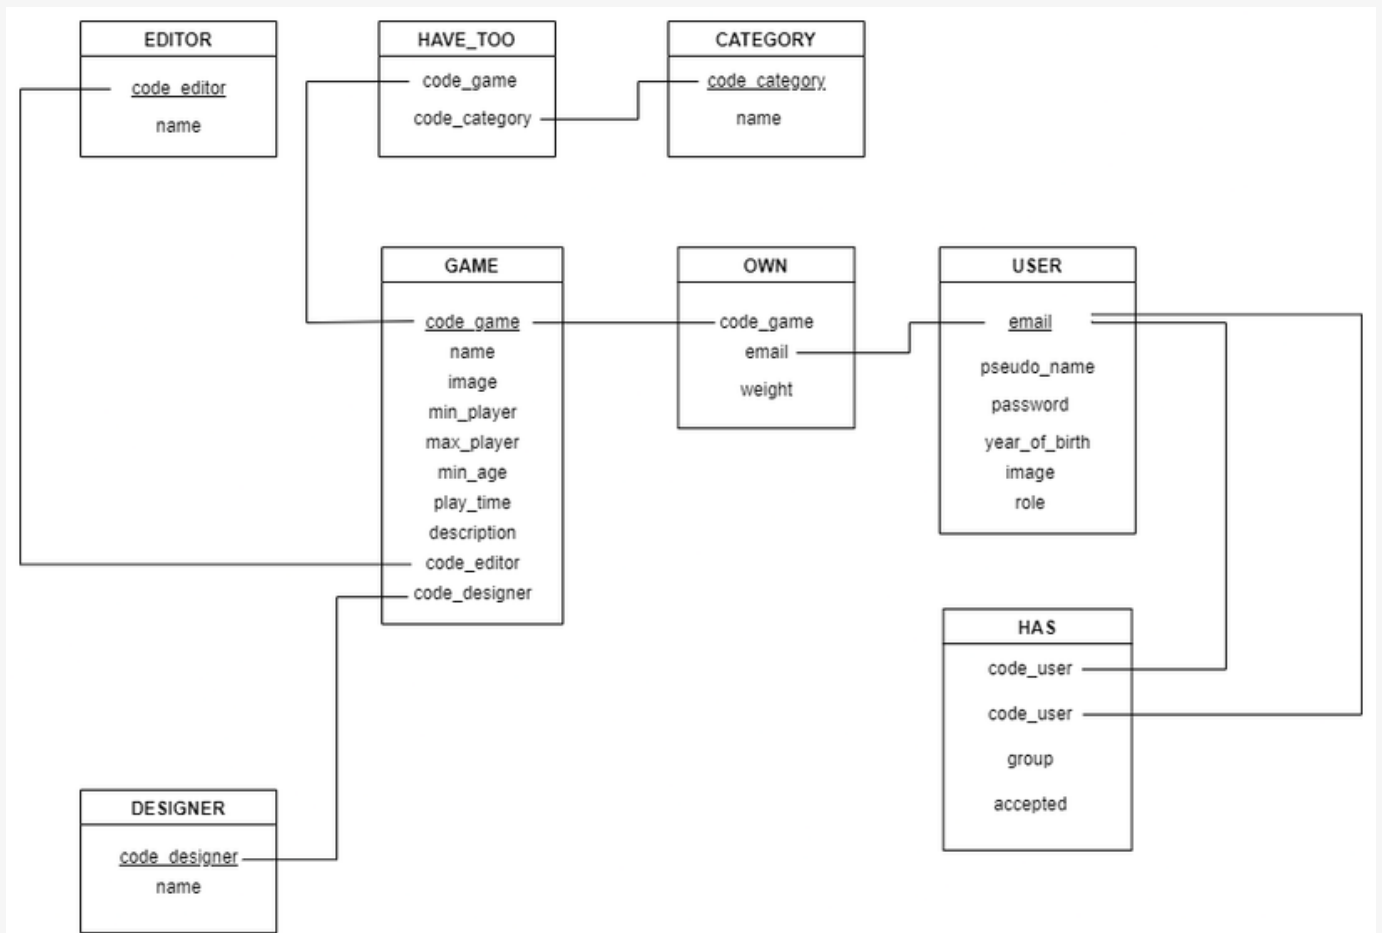 EDITOR
code_editor
name
HAVE_TOO
code_game
code_category
CATEGORY
code_category
name
GAME
code_game
name
image
min_player
max_player
min_age
play_time
description
code_editor
code_designer
OWN
code_game
email
weight
USER
email
pseudo_name
password
year_of_birth
image
role
HAS
code_user
code_user
group
accepted
DESIGNER
code_designer
name